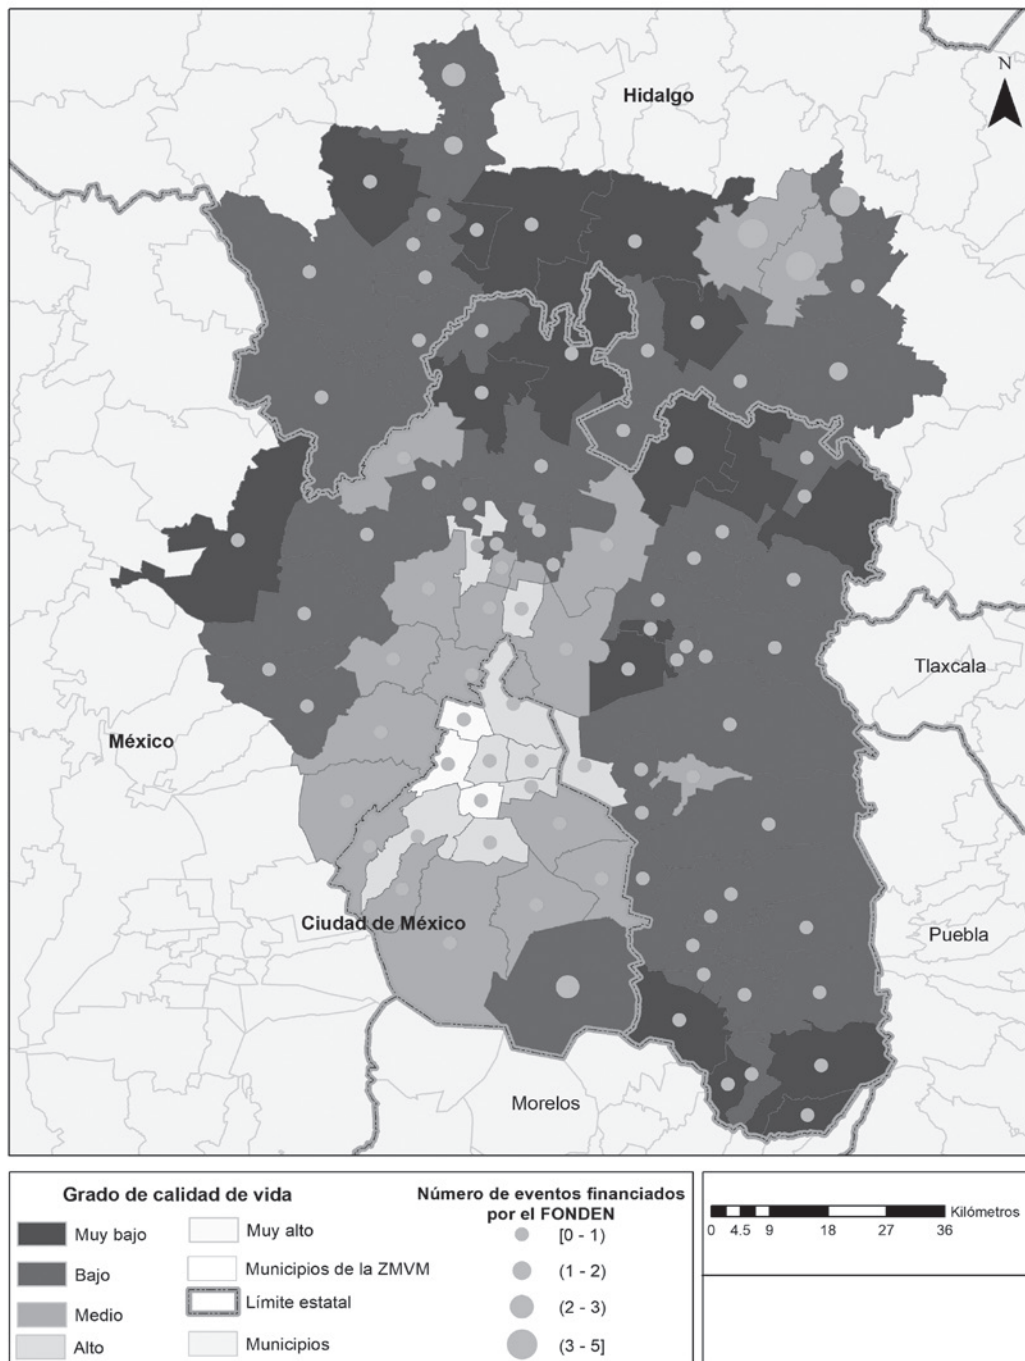 N
Hidalgo
Tlaxcala
México
Ciudad de México
Puebla
Morelos
Grado de calidad de vida
Muy bajo
Bajo
Medio
Alto
Muy alto
Municipios de la ZMVM
Límite estatal
Municipios
Número de eventos financiados
por el FONDEN
[0 - 1)
(1 - 2)
(2 - 3)
(3 - 5]
Kilómetros
0 4.5 9 18 27 36